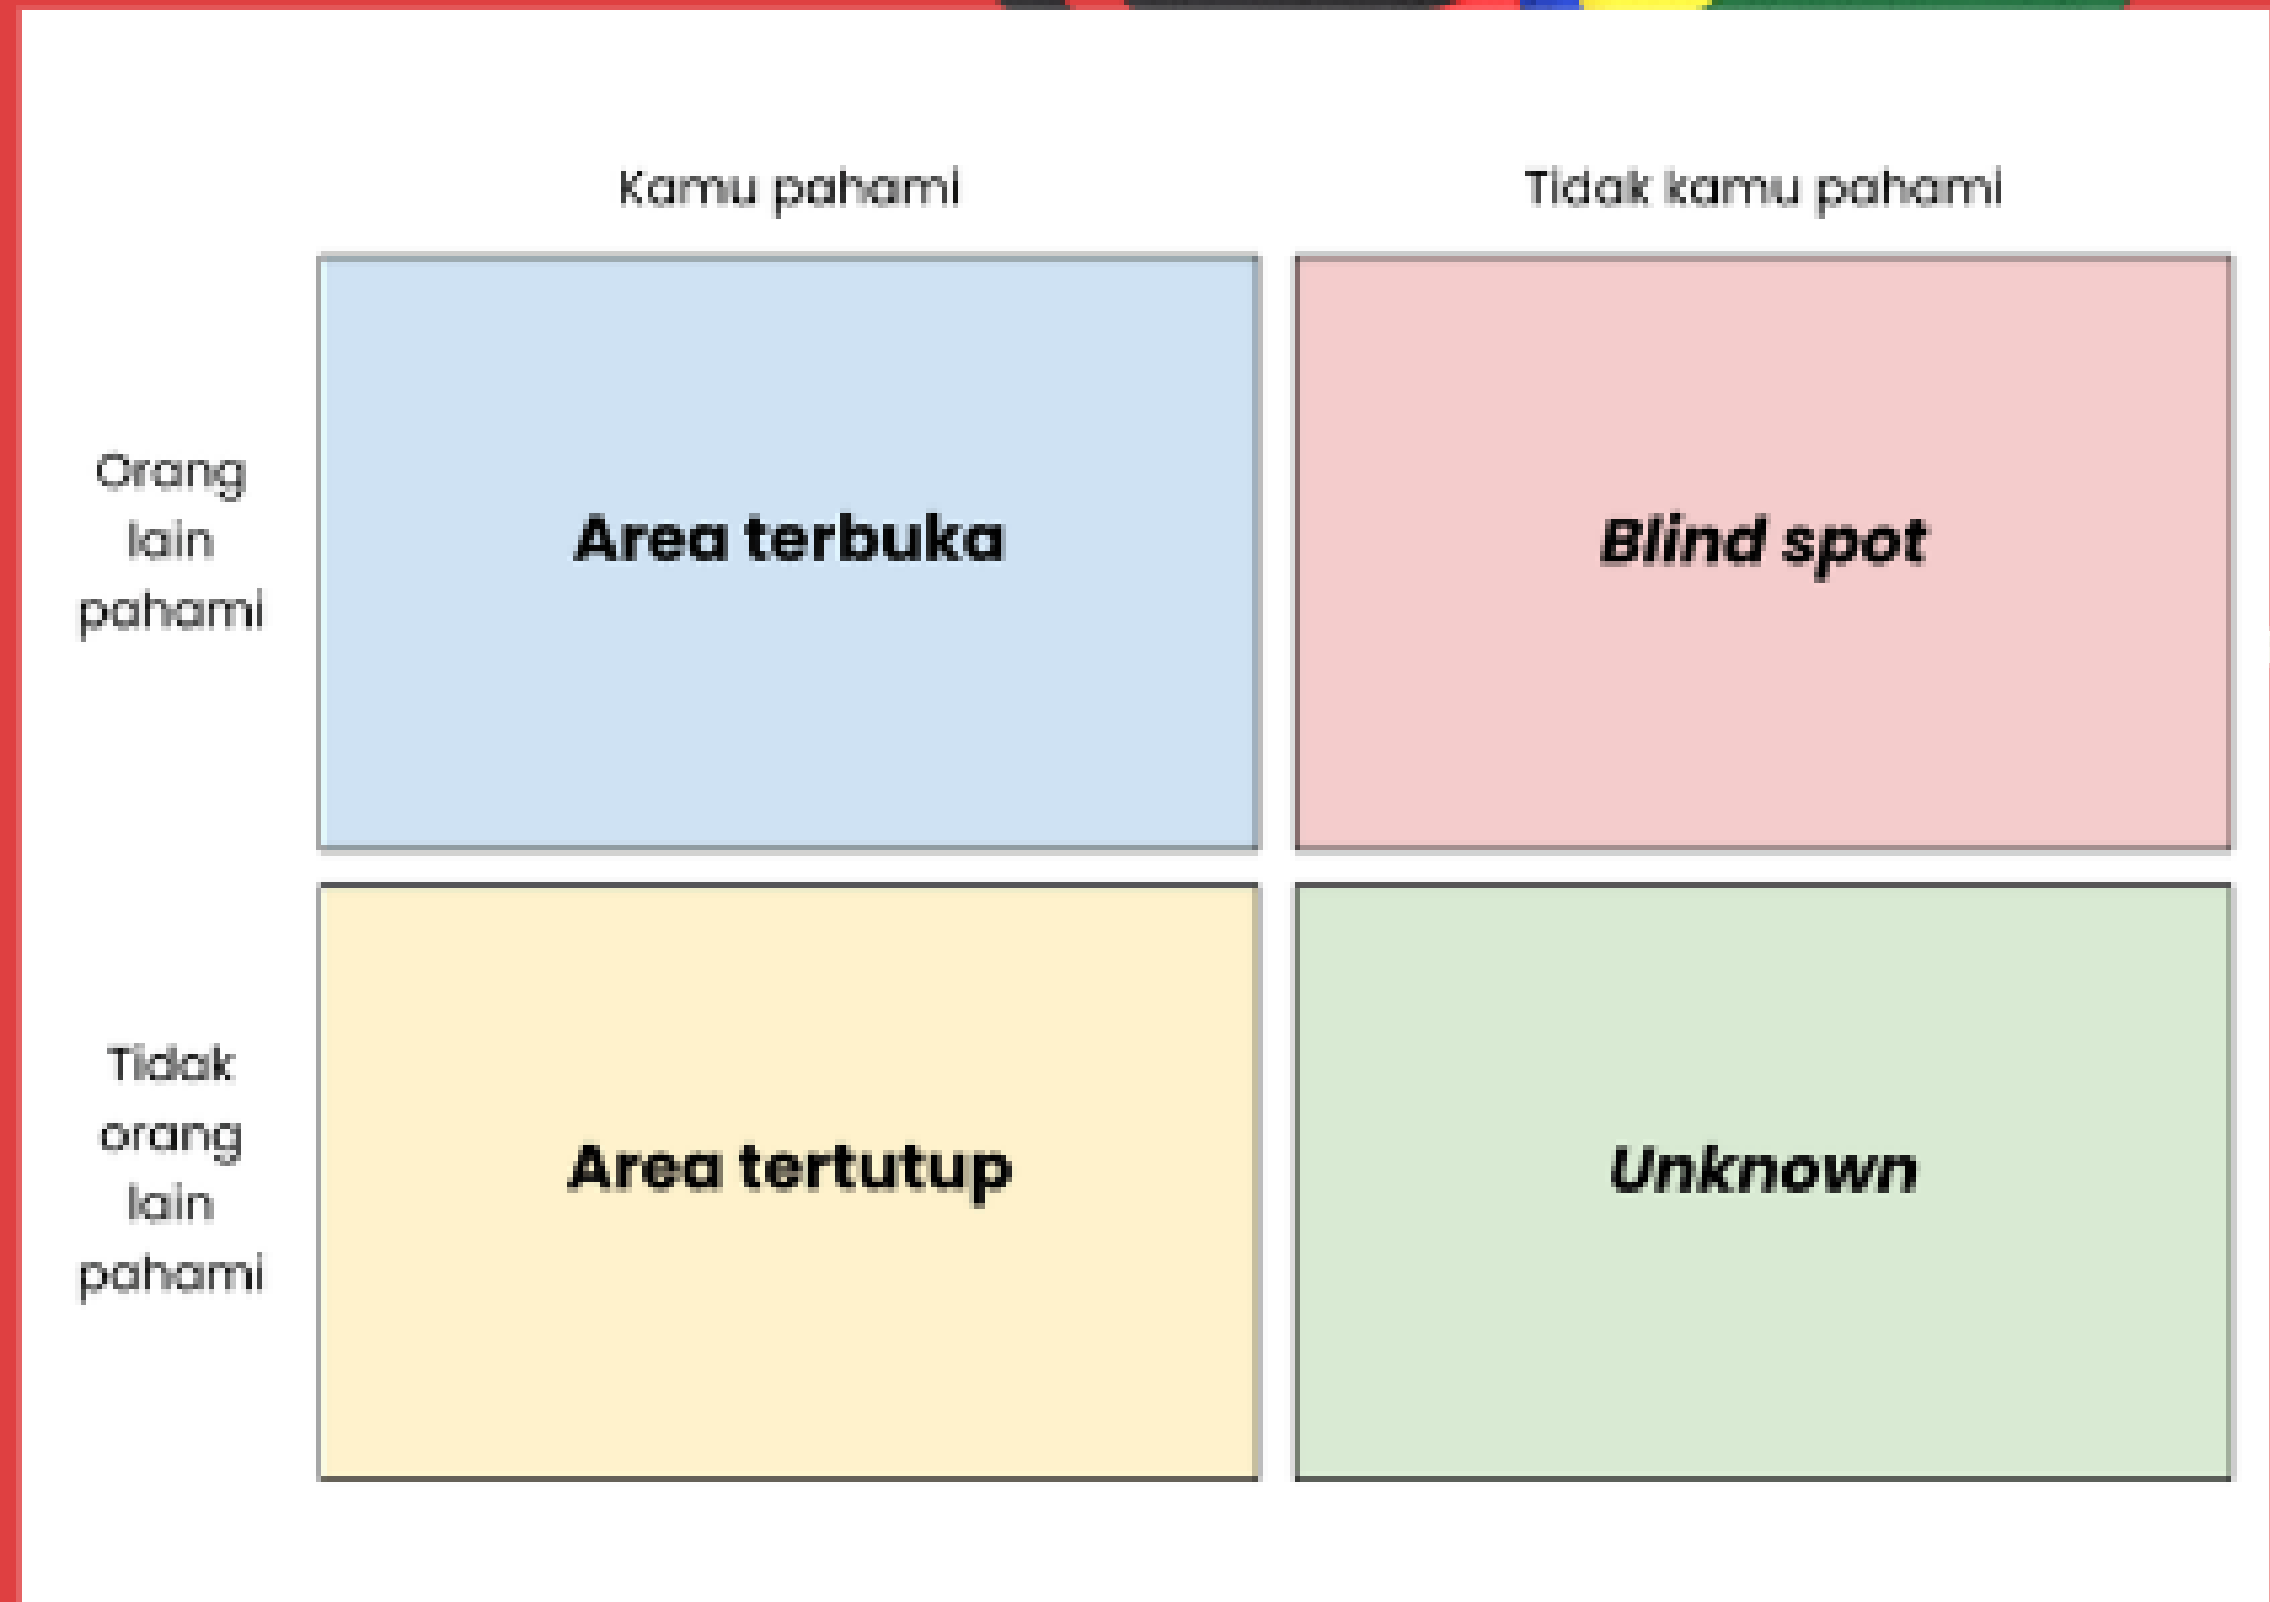 Kamu pahami
Tidak kamu pahami
Orang
lain
pahami
Area terbuka
Blind spot
Tidak
orang
lain
pahami
Area tertutup
Unknown